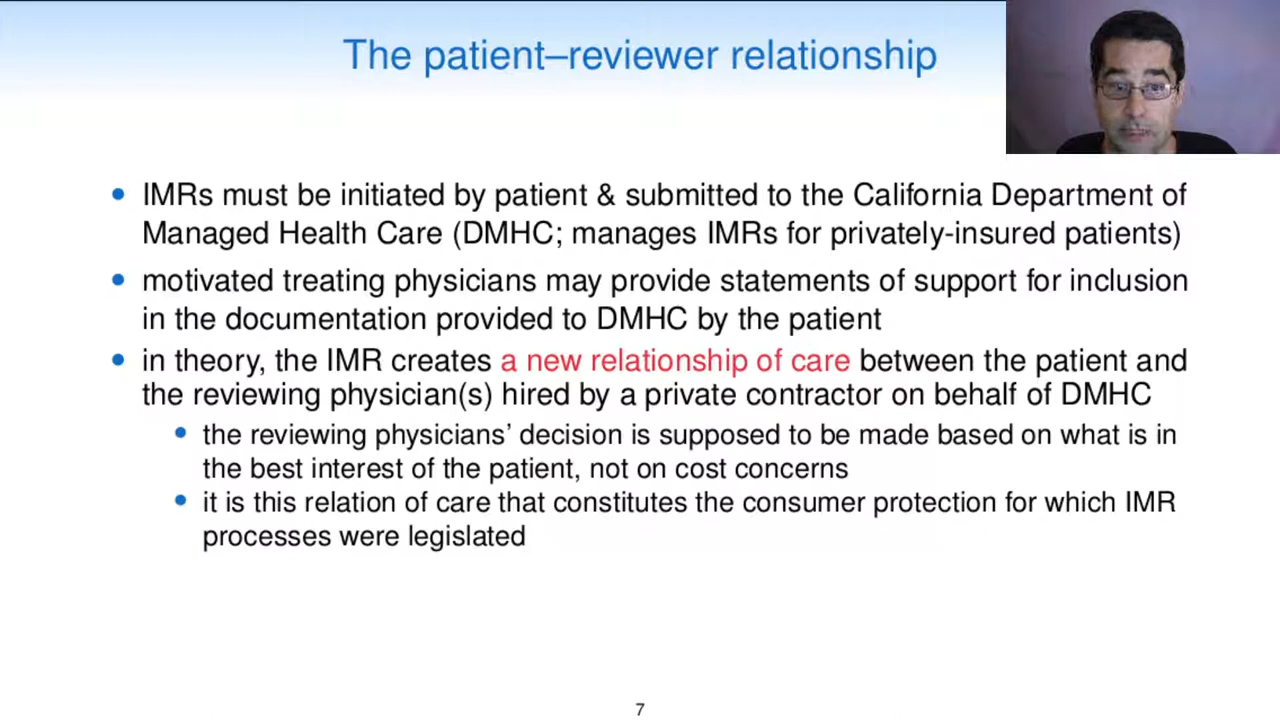 The patient–reviewer relationship
• IMRs must be initiated by patient & submitted to the California Department of
Managed Health Care (DMHC; manages IMRs for privately-insured patients)
• motivated treating physicians may provide statements of support for inclusion
in the documentation provided to DMHC by the patient
• in theory, the IMR creates a new relationship of care between the patient and
the reviewing physician(s) hired by a private contractor on behalf of DMHC
• the reviewing physicians’ decision is supposed to be made based on what is in
the best interest of the patient, not on cost concerns
• it is this relation of care that constitutes the consumer protection for which IMR
processes were legislated
7